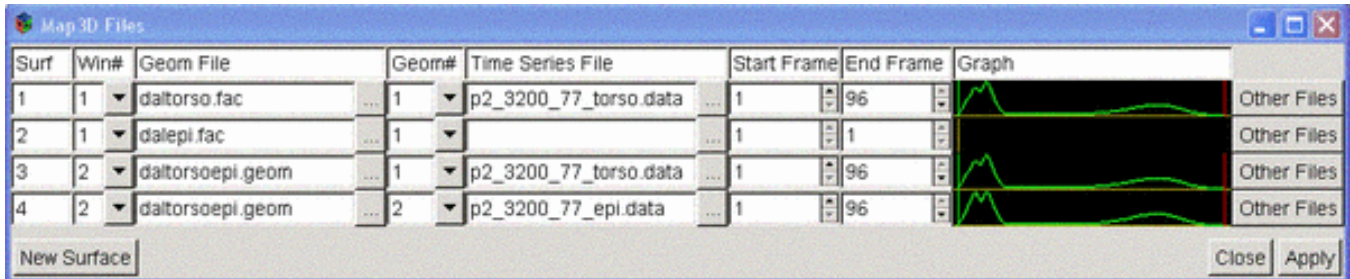 Map3D Files
Surf Win# Geom File Geom# Time Series File Start Frame End Frame Graph
1 1 daltorso.fac ... 1 p2_3200_77_torso.data ... 1 96 Other Files
2 1 dalepi.fac ... 1 ... 1 1 Other Files
3 2 daltorsoepi.geom ... 1 p2_3200_77_torso.data ... 1 96 Other Files
4 2 daltorsoepi.geom ... 2 p2_3200_77_epi.data ... 1 96 Other Files
New Surface Close Apply